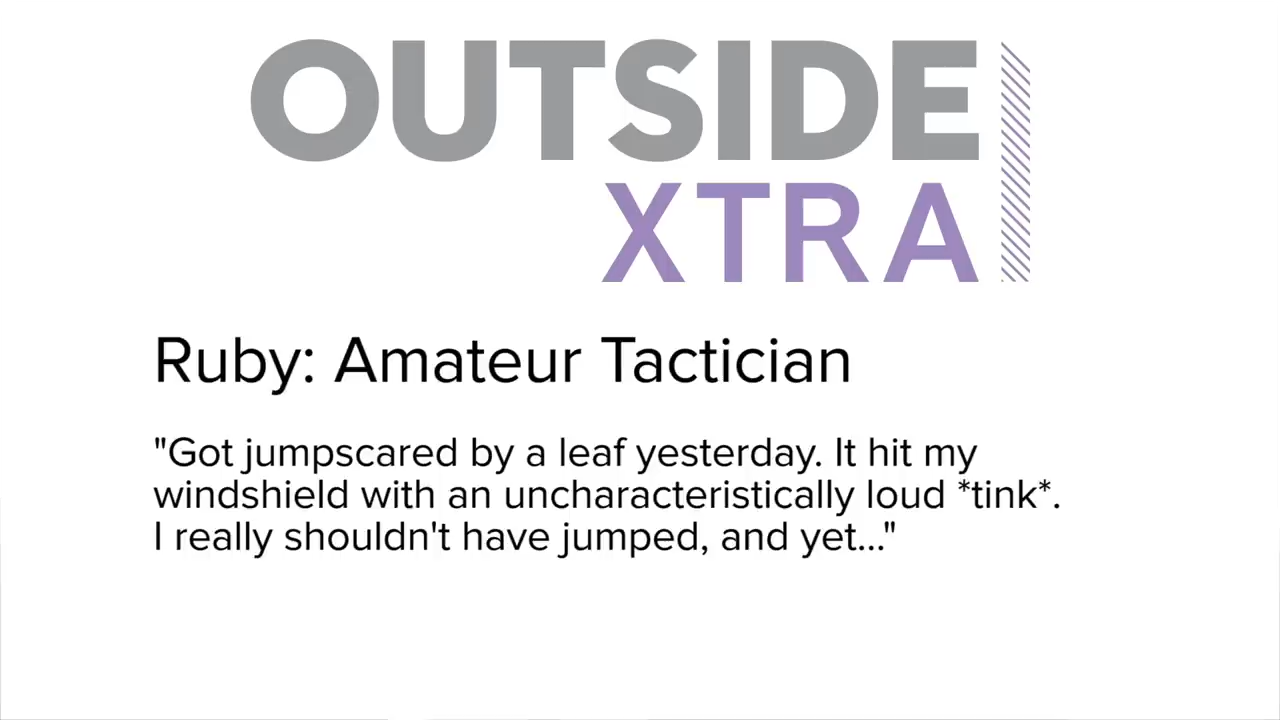 OUTSIDE
XTRA
Ruby: Amateur Tactician
"Got jumpscared by a leaf yesterday. It hit my
windshield with an uncharacteristically loud *tink*.
I really shouldn't have jumped, and yet..."